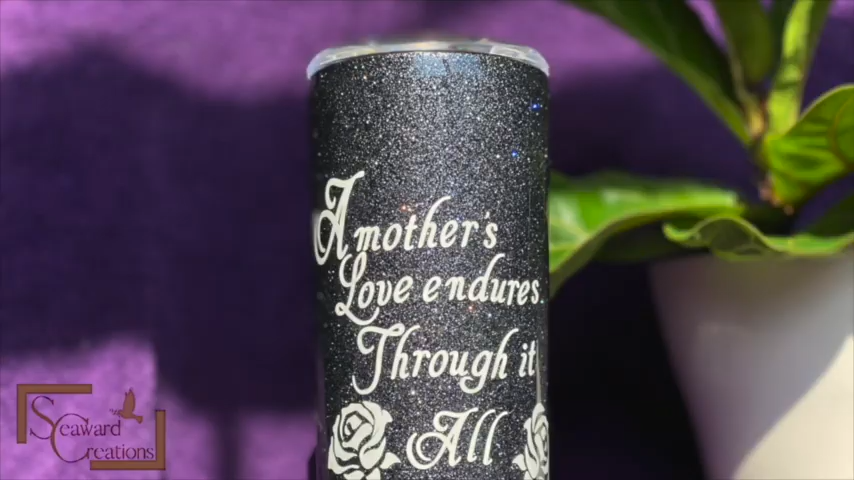 A mother's
Love endures.
Through it
All
Seaward
Creations